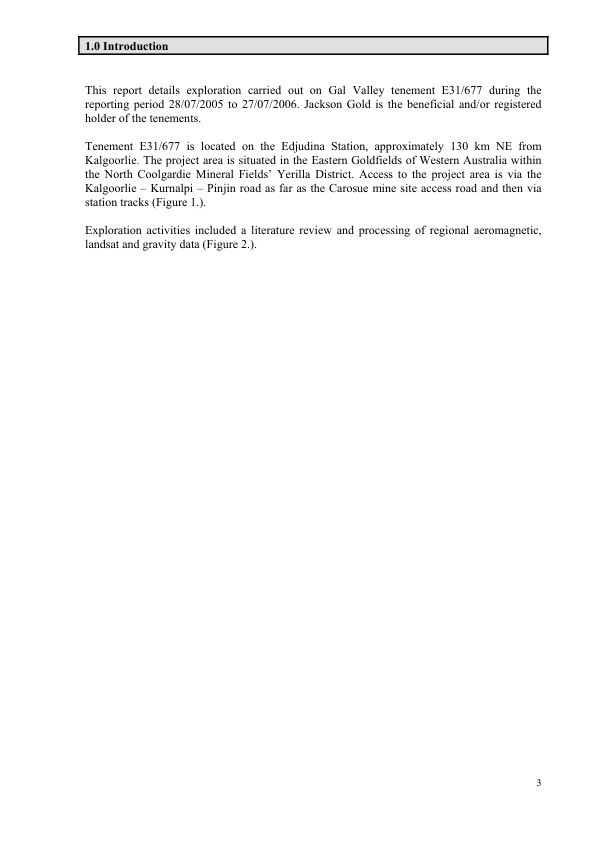 1.0 Introduction
This report details exploration carried out on Gal Valley tenement E31/677 during the
reporting period 28/07/2005 to 27/07/2006. Jackson Gold is the beneficial and/or registered
holder of the tenements.
Tenement E31/677 is located on the Edjudina Station, approximately 130 km NE from
Kalgoorlie. The project area is situated in the Eastern Goldfields of Western Australia within
the North Coolgardie Mineral Fields’ Yerilla District. Access to the project area is via the
Kalgoorlie – Kurnalpi – Pinjin road as far as the Carosue mine site access road and then via
station tracks (Figure 1.).
Exploration activities included a literature review and processing of regional aeromagnetic,
landsat and gravity data (Figure 2.).
3